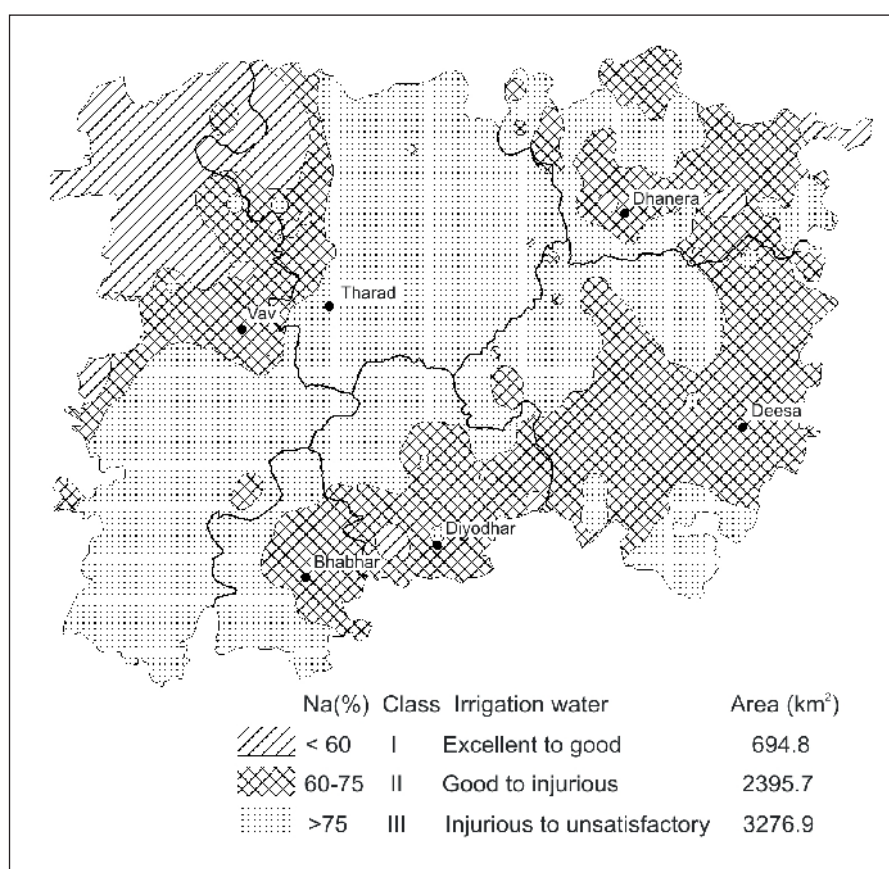 Dhanera
Tharad
Vav
Deesa
Diyodhar
Bhabhar
Na(%) Class Irrigation water Area (km²)
< 60 I Excellent to good 694.8
60-75 II Good to injurious 2395.7
>75 III Injurious to unsatisfactory 3276.9